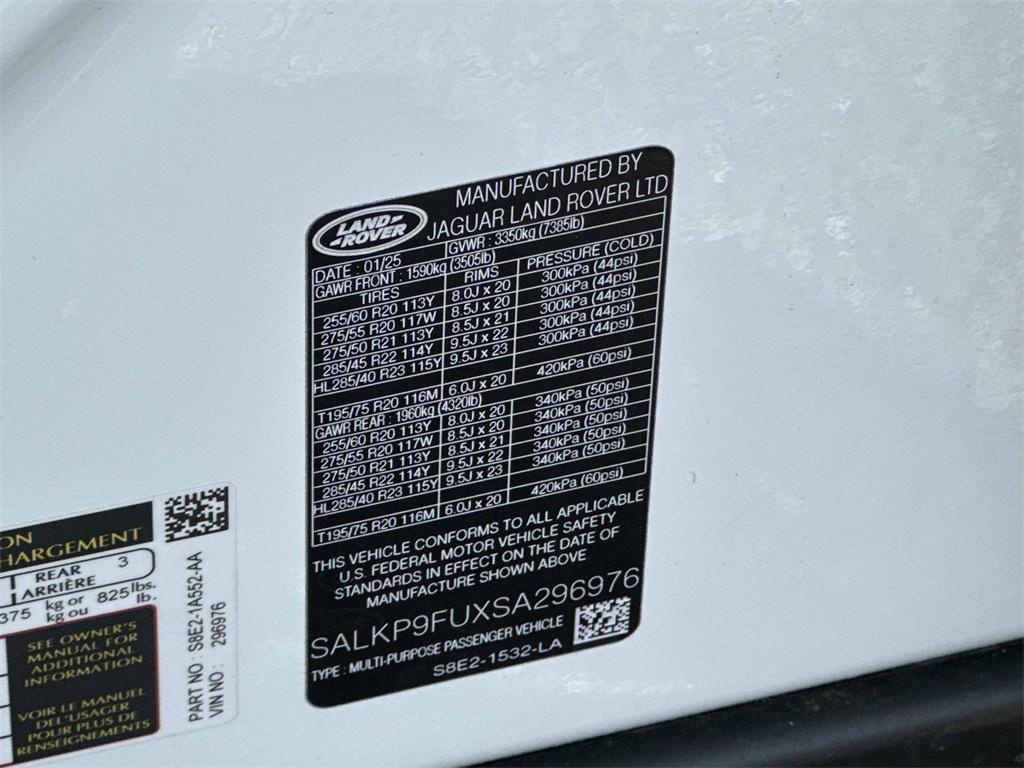 LAND-
-ROVER
MANUFACTURED BY
JAGUAR LAND ROVER LTD
DATE : 01/25 GVWR : 3350kg (7385lb)
GAWR FRONT : 1590kg (3505lb)
TIRES RIMS PRESSURE (COLD)
255/60 R20 113Y 8.0J x 20 300kPa (44psi)
275/55 R20 117W 8.5J x 20 300kPa (44psi)
275/50 R21 113Y 8.5J x 21 300kPa (44psi)
285/45 R22 114Y 9.5J x 22 300kPa (44psi)
HL285/40 R23 115Y 9.5J x 23 300kPa (44psi)
T195/75 R20 116M 6.0J x 20 420kPa (60psi)
GAWR REAR : 1960kg (4320lb)
255/60 R20 113Y 8.0J x 20 340kPa (50psi)
275/55 R20 117W 8.5J x 20 340kPa (50psi)
275/50 R21 113Y 8.5J x 21 340kPa (50psi)
285/45 R22 114Y 9.5J x 22 340kPa (50psi)
HL285/40 R23 115Y 9.5J x 23 340kPa (50psi)
T195/75 R20 116M 6.0J x 20 420kPa (60psi)
THIS VEHICLE CONFORMS TO ALL APPLICABLE
U.S. FEDERAL MOTOR VEHICLE SAFETY
STANDARDS IN EFFECT ON THE DATE OF
MANUFACTURE SHOWN ABOVE
SALKP9FUXSA296976
TYPE : MULTI-PURPOSE PASSENGER VEHICLE
S8E2-1532-LA
ON
HARGEMENT
REAR 3
ARRIÈRE
375 kg or 825 lbs.
kg ou lb.
SEE OWNER'S
MANUAL FOR
ADDITIONAL
INFORMATION
VOIR LE MANUEL
DEL'USAGER
POUR PLUS DE
RENSEIGNEMENTS
PART NO : S8E2-1A552-AA
VIN NO : 296976